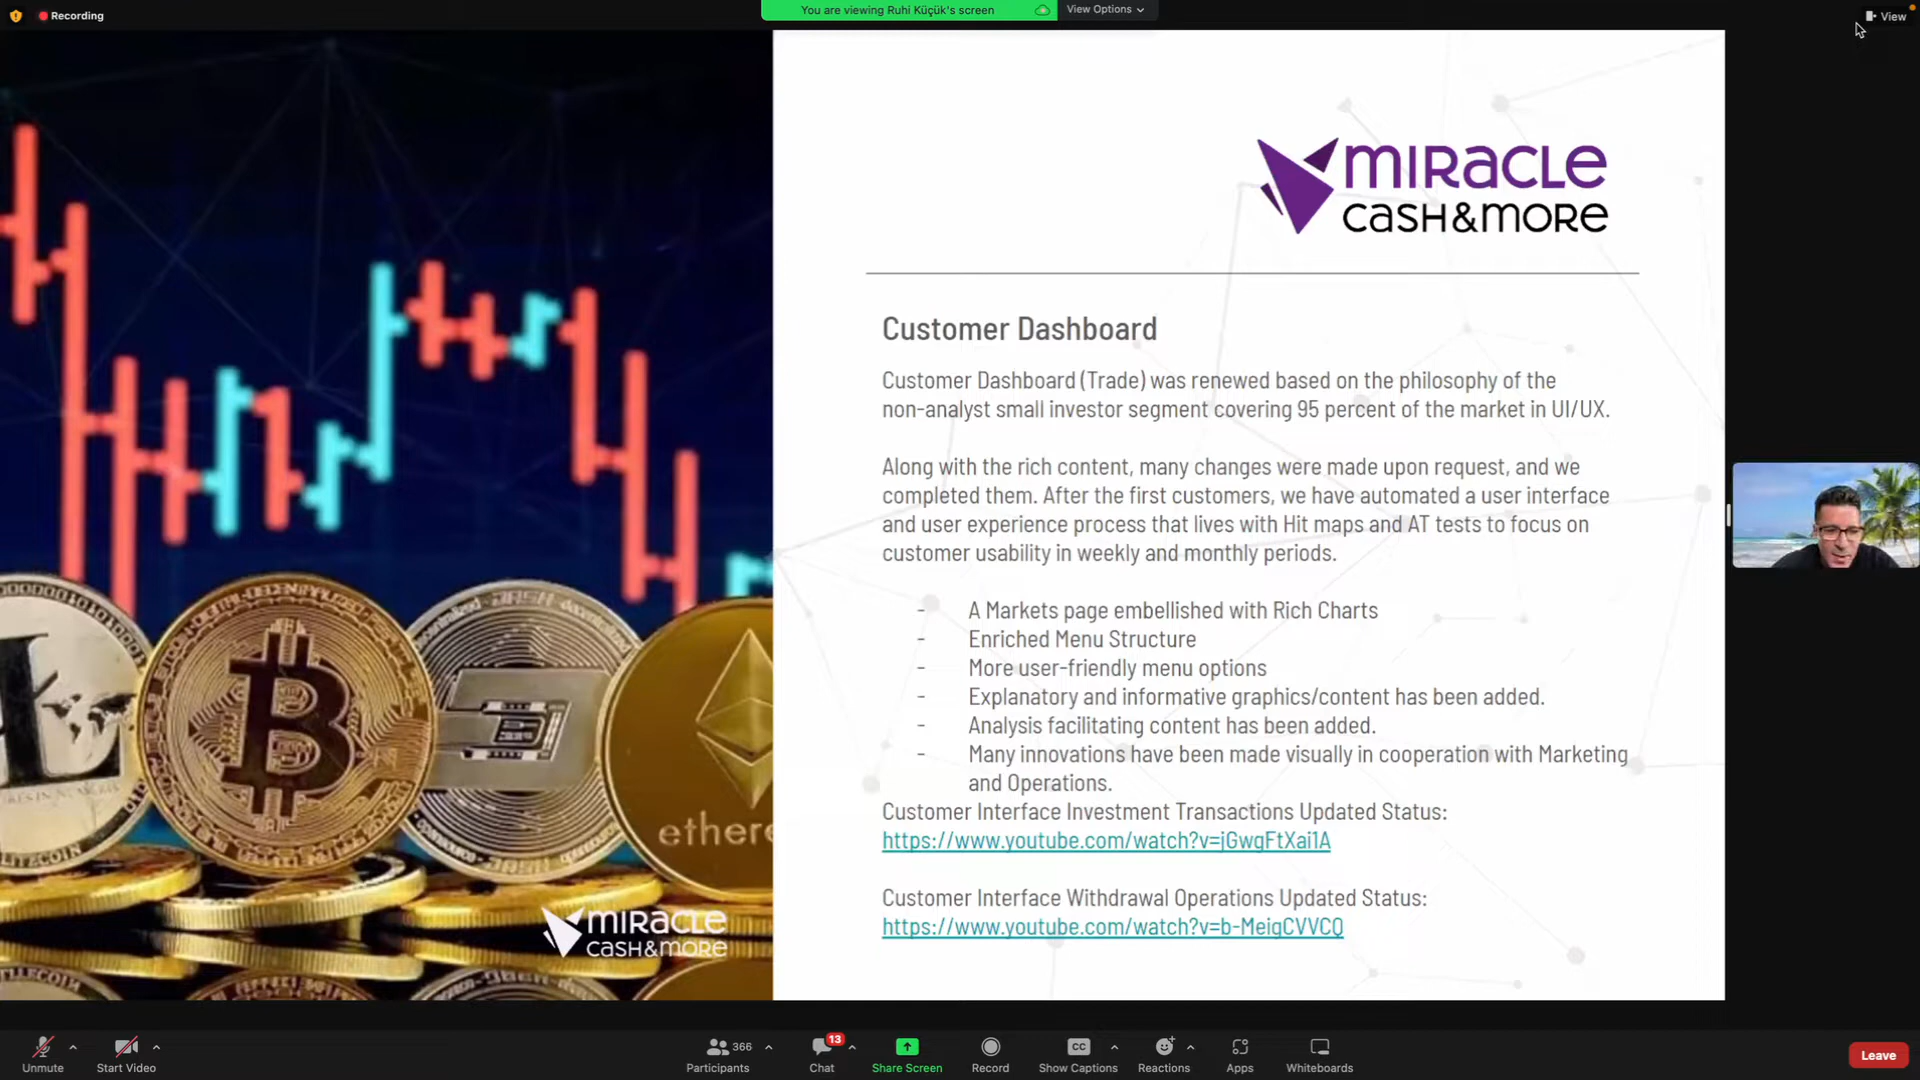 Recording
You are viewing Ruhi Küçük's screen
View Options
View
MIRACLE
CASH&MORE
Customer Dashboard
Customer Dashboard (Trade) was renewed based on the philosophy of the
non-analyst small investor segment covering 95 percent of the market in UI/UX.
Along with the rich content, many changes were made upon request, and we
completed them. After the first customers, we have automated a user interface
and user experience process that lives with Hit maps and AT tests to focus on
customer usability in weekly and monthly periods.
- A Markets page embellished with Rich Charts
- Enriched Menu Structure
- More user-friendly menu options
- Explanatory and informative graphics/content has been added.
- Analysis facilitating content has been added.
- Many innovations have been made visually in cooperation with Marketing
and Operations.
Customer Interface Investment Transactions Updated Status:
https://www.youtube.com/watch?v=jGwgFtXai1A
Customer Interface Withdrawal Operations Updated Status:
https://www.youtube.com/watch?v=b-MeigCVVCQ
LITECOIN
DASH
ethere
MIRACLE
CASH&MORE
Unmute
Start Video
366
Participants
13
Chat
Share Screen
Record
CC
Show Captions
Reactions
Apps
Whiteboards
Leave